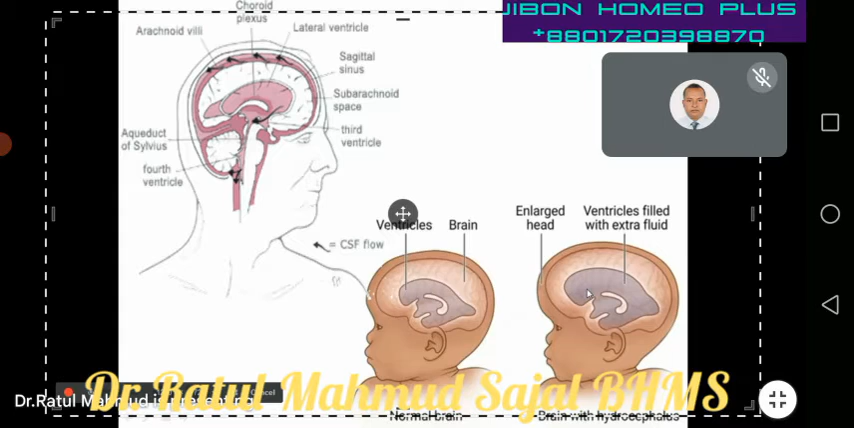 JIBON HOMEO PLUS
+8801720398870
Choroid
plexus
Arachnoid villi
Lateral ventricle
Sagittal
sinus
Subarachnoid
space
third
ventricle
Aqueduct
of Sylvius
fourth
ventricle
= CSF flow
Ventricles
Brain
Enlarged
head
Ventricles filled
with extra fluid
Dr.Ratul Mahmud Sajal BHMS
Dr.Ratul Mahmud is presenting
Normal brain
Brain with hydrocephalus